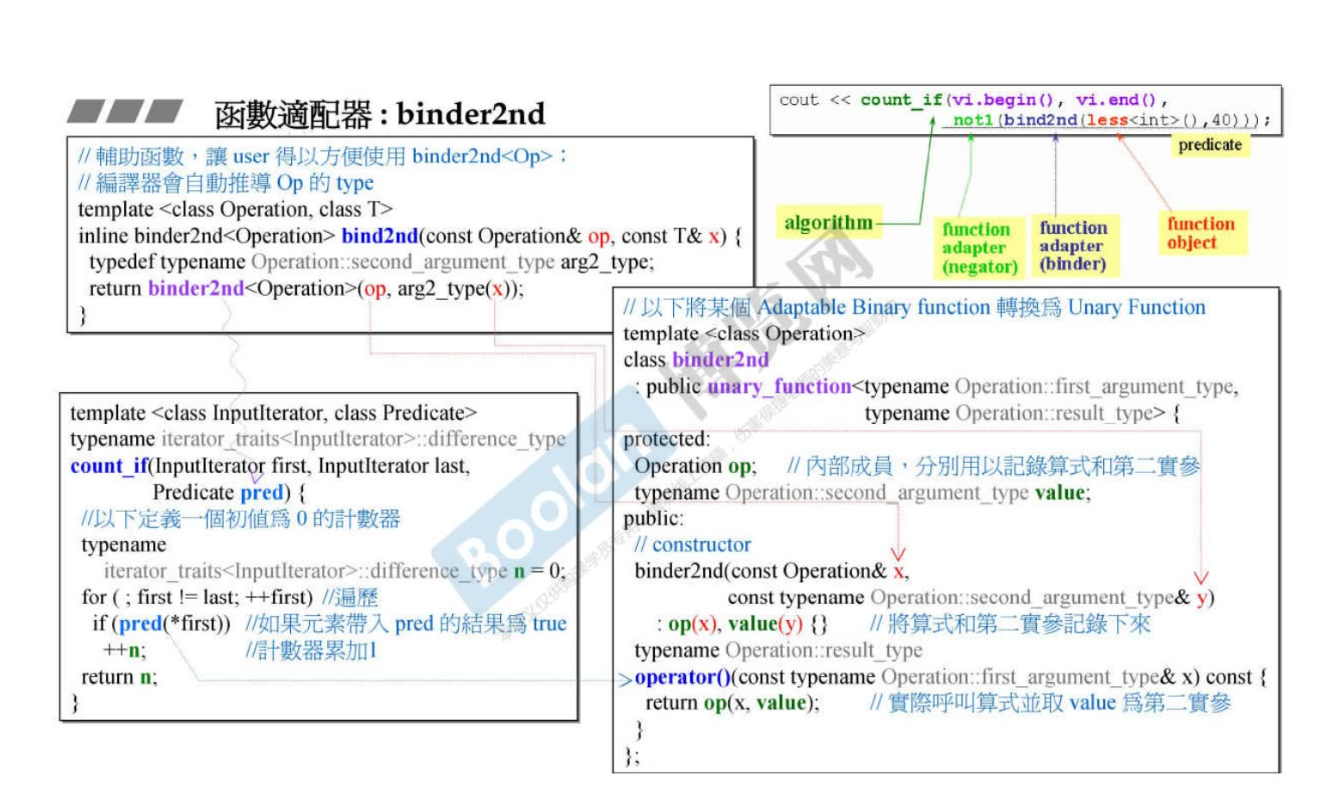 函數適配器 : binder2nd
cout << count_if(vi.begin(), vi.end(),
not1(bind2nd(less<int>(),40)));
predicate
algorithm
function
adapter
(negator)
function
adapter
(binder)
function
object
// 輔助函數，讓 user 得以方便使用 binder2nd<Op>：
// 編譯器會自動推導 Op 的 type
template <class Operation, class T>
inline binder2nd<Operation> bind2nd(const Operation& op, const T& x) {
typedef typename Operation::second_argument_type arg2_type;
return binder2nd<Operation>(op, arg2_type(x));
}
template <class InputIterator, class Predicate>
typename iterator_traits<InputIterator>::difference_type
count_if(InputIterator first, InputIterator last,
Predicate pred) {
//以下定義一個初值爲 0 的計數器
typename
iterator_traits<InputIterator>::difference_type n = 0;
for ( ; first != last; ++first) //遍歷
if (pred(*first)) //如果元素帶入 pred 的結果爲 true
++n; //計數器累加1
return n;
}
// 以下將某個 Adaptable Binary function 轉換爲 Unary Function
template <class Operation>
class binder2nd
: public unary_function<typename Operation::first_argument_type,
typename Operation::result_type> {
protected:
Operation op; // 內部成員，分別用以記錄算式和第二實參
typename Operation::second_argument_type value;
public:
// constructor
binder2nd(const Operation& x,
const typename Operation::second_argument_type& y)
: op(x), value(y) {} // 將算式和第二實參記錄下來
typename Operation::result_type
operator()(const typename Operation::first_argument_type& x) const {
return op(x, value); // 實際呼叫算式並取 value 爲第二實參
}
};
Boolan 博览网